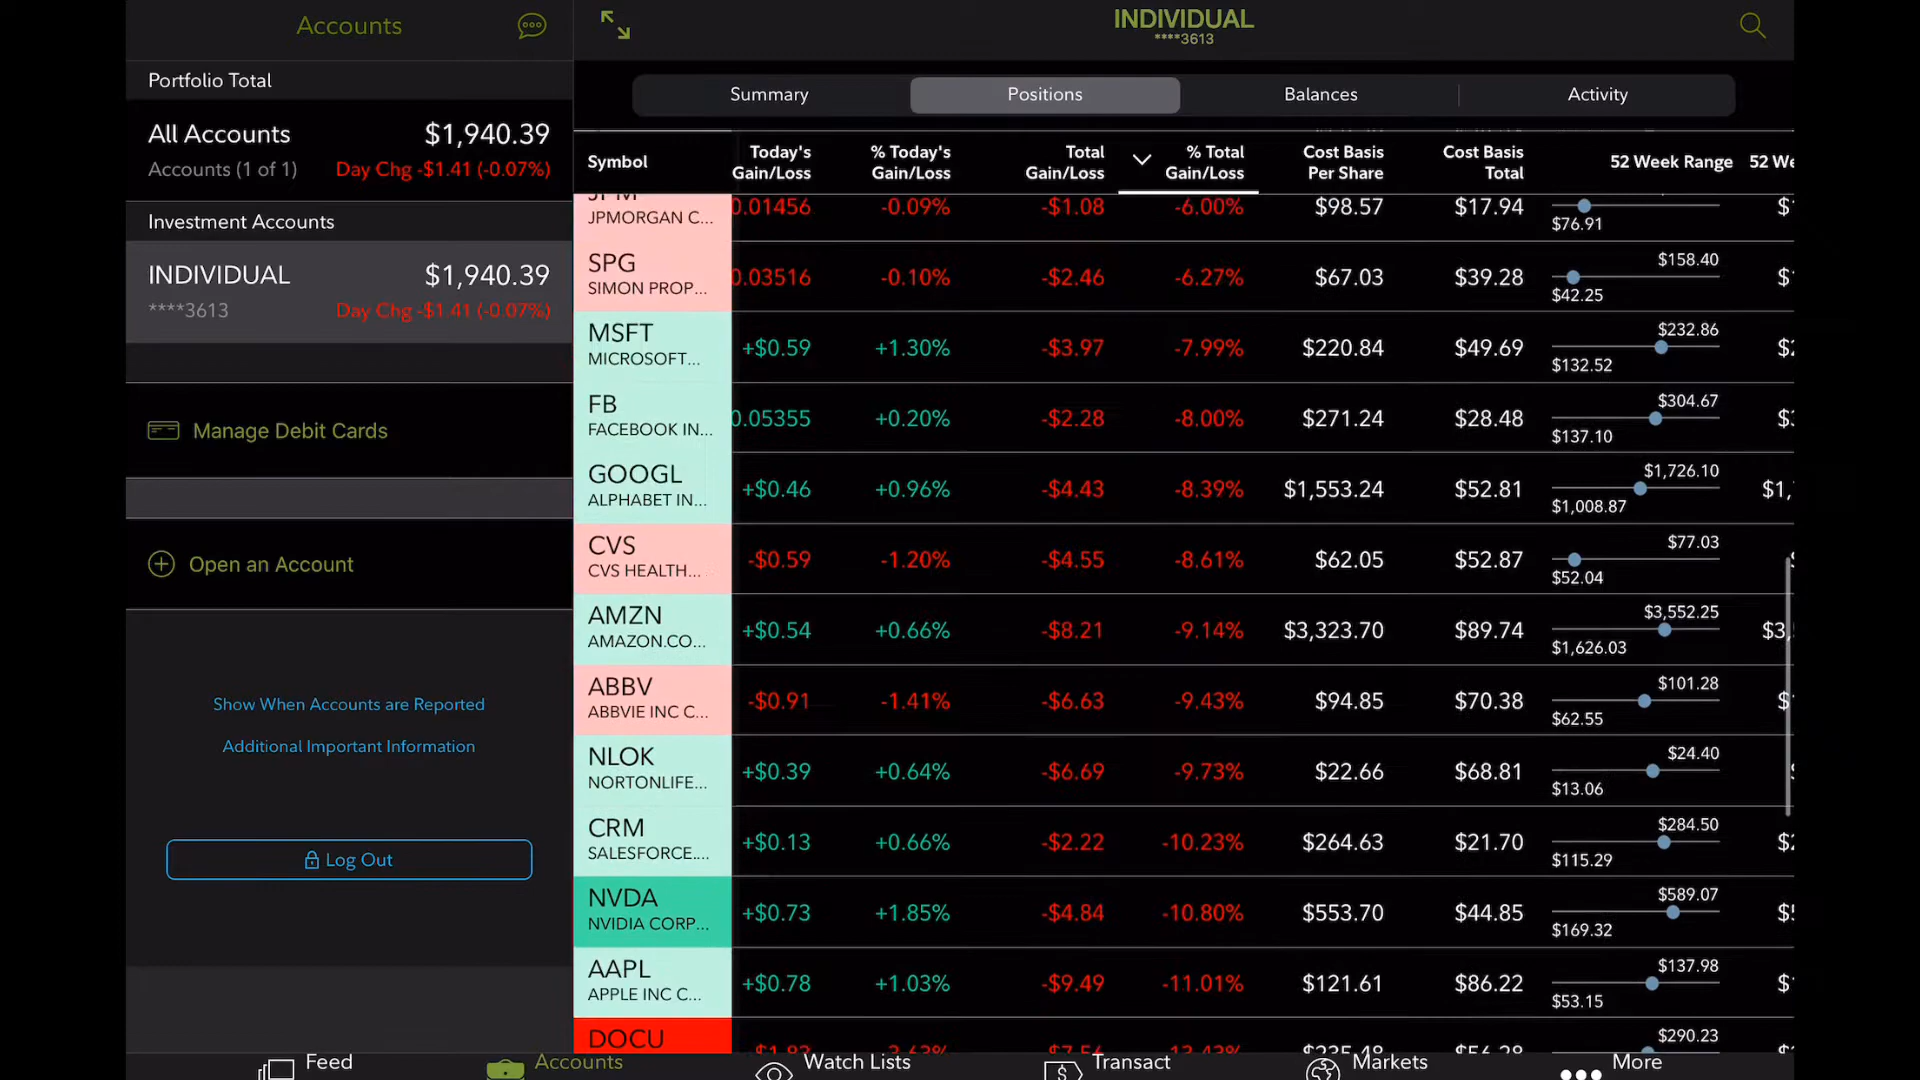 Accounts
Portfolio Total
All Accounts $1,940.39
Accounts (1 of 1) Day Chg -$1.41 (-0.07%)
Investment Accounts
INDIVIDUAL $1,940.39
****3613 Day Chg -$1.41 (-0.07%)
Manage Debit Cards
Open an Account
Show When Accounts are Reported
Additional Important Information
Log Out
INDIVIDUAL
****3613
Summary Positions Balances Activity
Symbol Today's Gain/Loss % Today's Gain/Loss Total Gain/Loss % Total Gain/Loss Cost Basis Per Share Cost Basis Total 52 Week Range 52 We
JPM
JPMORGAN C... 0.01456 -0.09% -$1.08 -6.00% $98.57 $17.94 $76.91
SPG
SIMON PROP... 0.03516 -0.10% -$2.46 -6.27% $67.03 $39.28 $158.40 $42.25
MSFT
MICROSOFT... +$0.59 +1.30% -$3.97 -7.99% $220.84 $49.69 $232.86 $132.52
FB
FACEBOOK IN... 0.05355 +0.20% -$2.28 -8.00% $271.24 $28.48 $304.67 $137.10
GOOGL
ALPHABET IN... +$0.46 +0.96% -$4.43 -8.39% $1,553.24 $52.81 $1,726.10 $1,008.87 $1,
CVS
CVS HEALTH... -$0.59 -1.20% -$4.55 -8.61% $62.05 $52.87 $77.03 $52.04
AMZN
AMAZON.CO... +$0.54 +0.66% -$8.21 -9.14% $3,323.70 $89.74 $3,552.25 $1,626.03 $3,
ABBV
ABBVIE INC C... -$0.91 -1.41% -$6.63 -9.43% $94.85 $70.38 $101.28 $62.55
NLOK
NORTONLIFE... +$0.39 +0.64% -$6.69 -9.73% $22.66 $68.81 $24.40 $13.06
CRM
SALESFORCE.... +$0.13 +0.66% -$2.22 -10.23% $264.63 $21.70 $284.50 $115.29
NVDA
NVIDIA CORP... +$0.73 +1.85% -$4.84 -10.80% $553.70 $44.85 $589.07 $169.32
AAPL
APPLE INC C... +$0.78 +1.03% -$9.49 -11.01% $121.61 $86.22 $137.98 $53.15
DOCU $290.23
Feed Accounts Watch Lists Transact Markets More